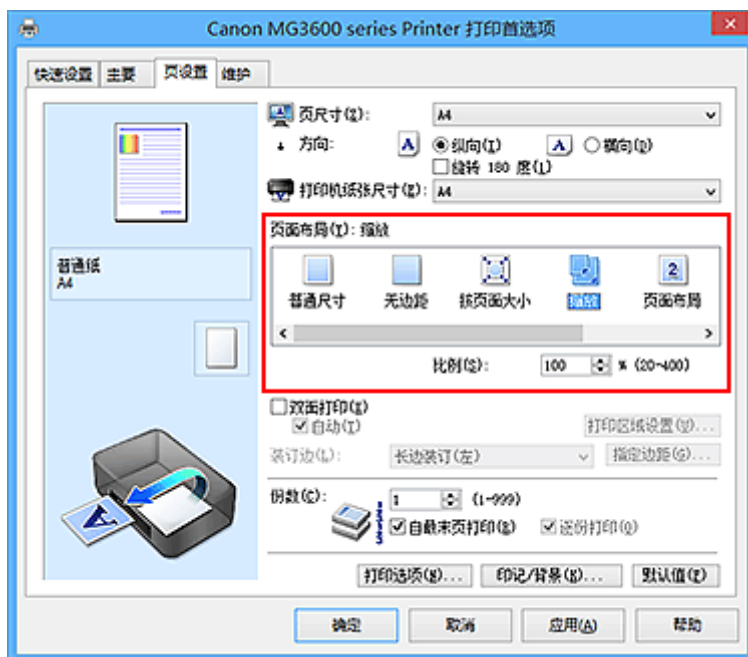 Canon MG3600 series Printer 打印首选项
快速设置 主要 页设置 维护
页尺寸(Z): A4
方向: A 纵向(I) A 横向(D)
旋转 180 度(L)
打印机纸张尺寸(E): A4
页面布局(Y): 缩放
普通尺寸 无边距 按页面大小 缩放 页面布局
比例(S): 100 % (20-400)
普通纸
A4
双面打印(X)
自动(T)
打印区域设置(U)...
装订边(L): 长边装订(左) 指定边距(G)...
份数(C): 1 (1-999)
自最末页打印(R) 逐份打印(O)
打印选项(N)... 印记/背景(K)... 默认值(F)
确定 取消 应用(A) 帮助